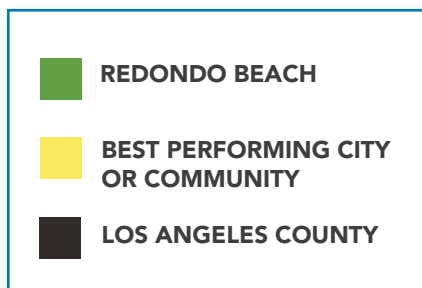 REDONDO BEACH
BEST PERFORMING CITY
OR COMMUNITY
LOS ANGELES COUNTY